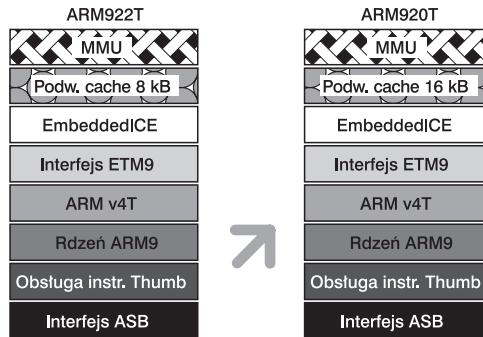 ARM922T
MMU
Podw. cache 8 kB
EmbeddedICE
Interfejs ETM9
ARM v4T
Rdzeń ARM9
Obsługa instr. Thumb
Interfejs ASB
ARM920T
MMU
Podw. cache 16 kB
EmbeddedICE
Interfejs ETM9
ARM v4T
Rdzeń ARM9
Obsługa instr. Thumb
Interfejs ASB